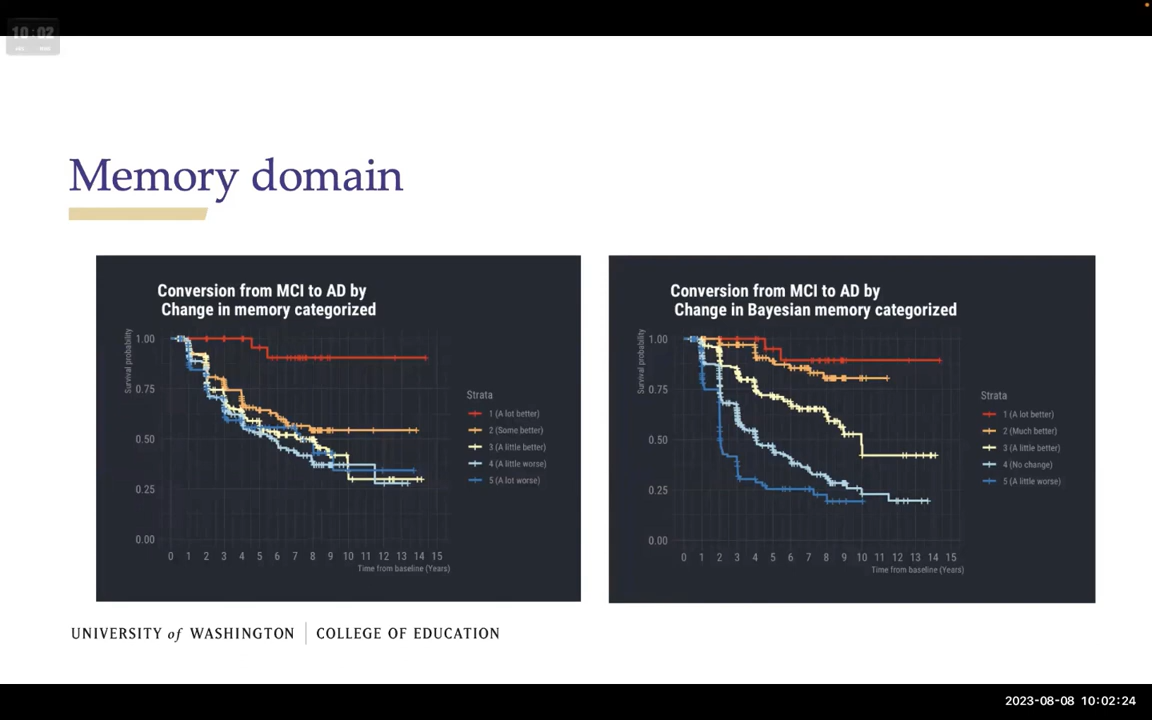 10:02
Memory domain
Conversion from MCI to AD by
Change in memory categorized
Survival probability
1.00
0.75
0.50
0.25
0.00
0 1 2 3 4 5 6 7 8 9 10 11 12 13 14 15
Time from baseline (Years)
Strata
1 (A lot better)
2 (Some better)
3 (A little better)
4 (A little worse)
5 (A lot worse)
Conversion from MCI to AD by
Change in Bayesian memory categorized
Survival probability
1.00
0.75
0.50
0.25
0.00
0 1 2 3 4 5 6 7 8 9 10 11 12 13 14 15
Time from baseline (Years)
Strata
1 (A lot better)
2 (Much better)
3 (A little better)
4 (No change)
5 (A little worse)
UNIVERSITY of WASHINGTON | COLLEGE OF EDUCATION
2023-08-08 10:02:24